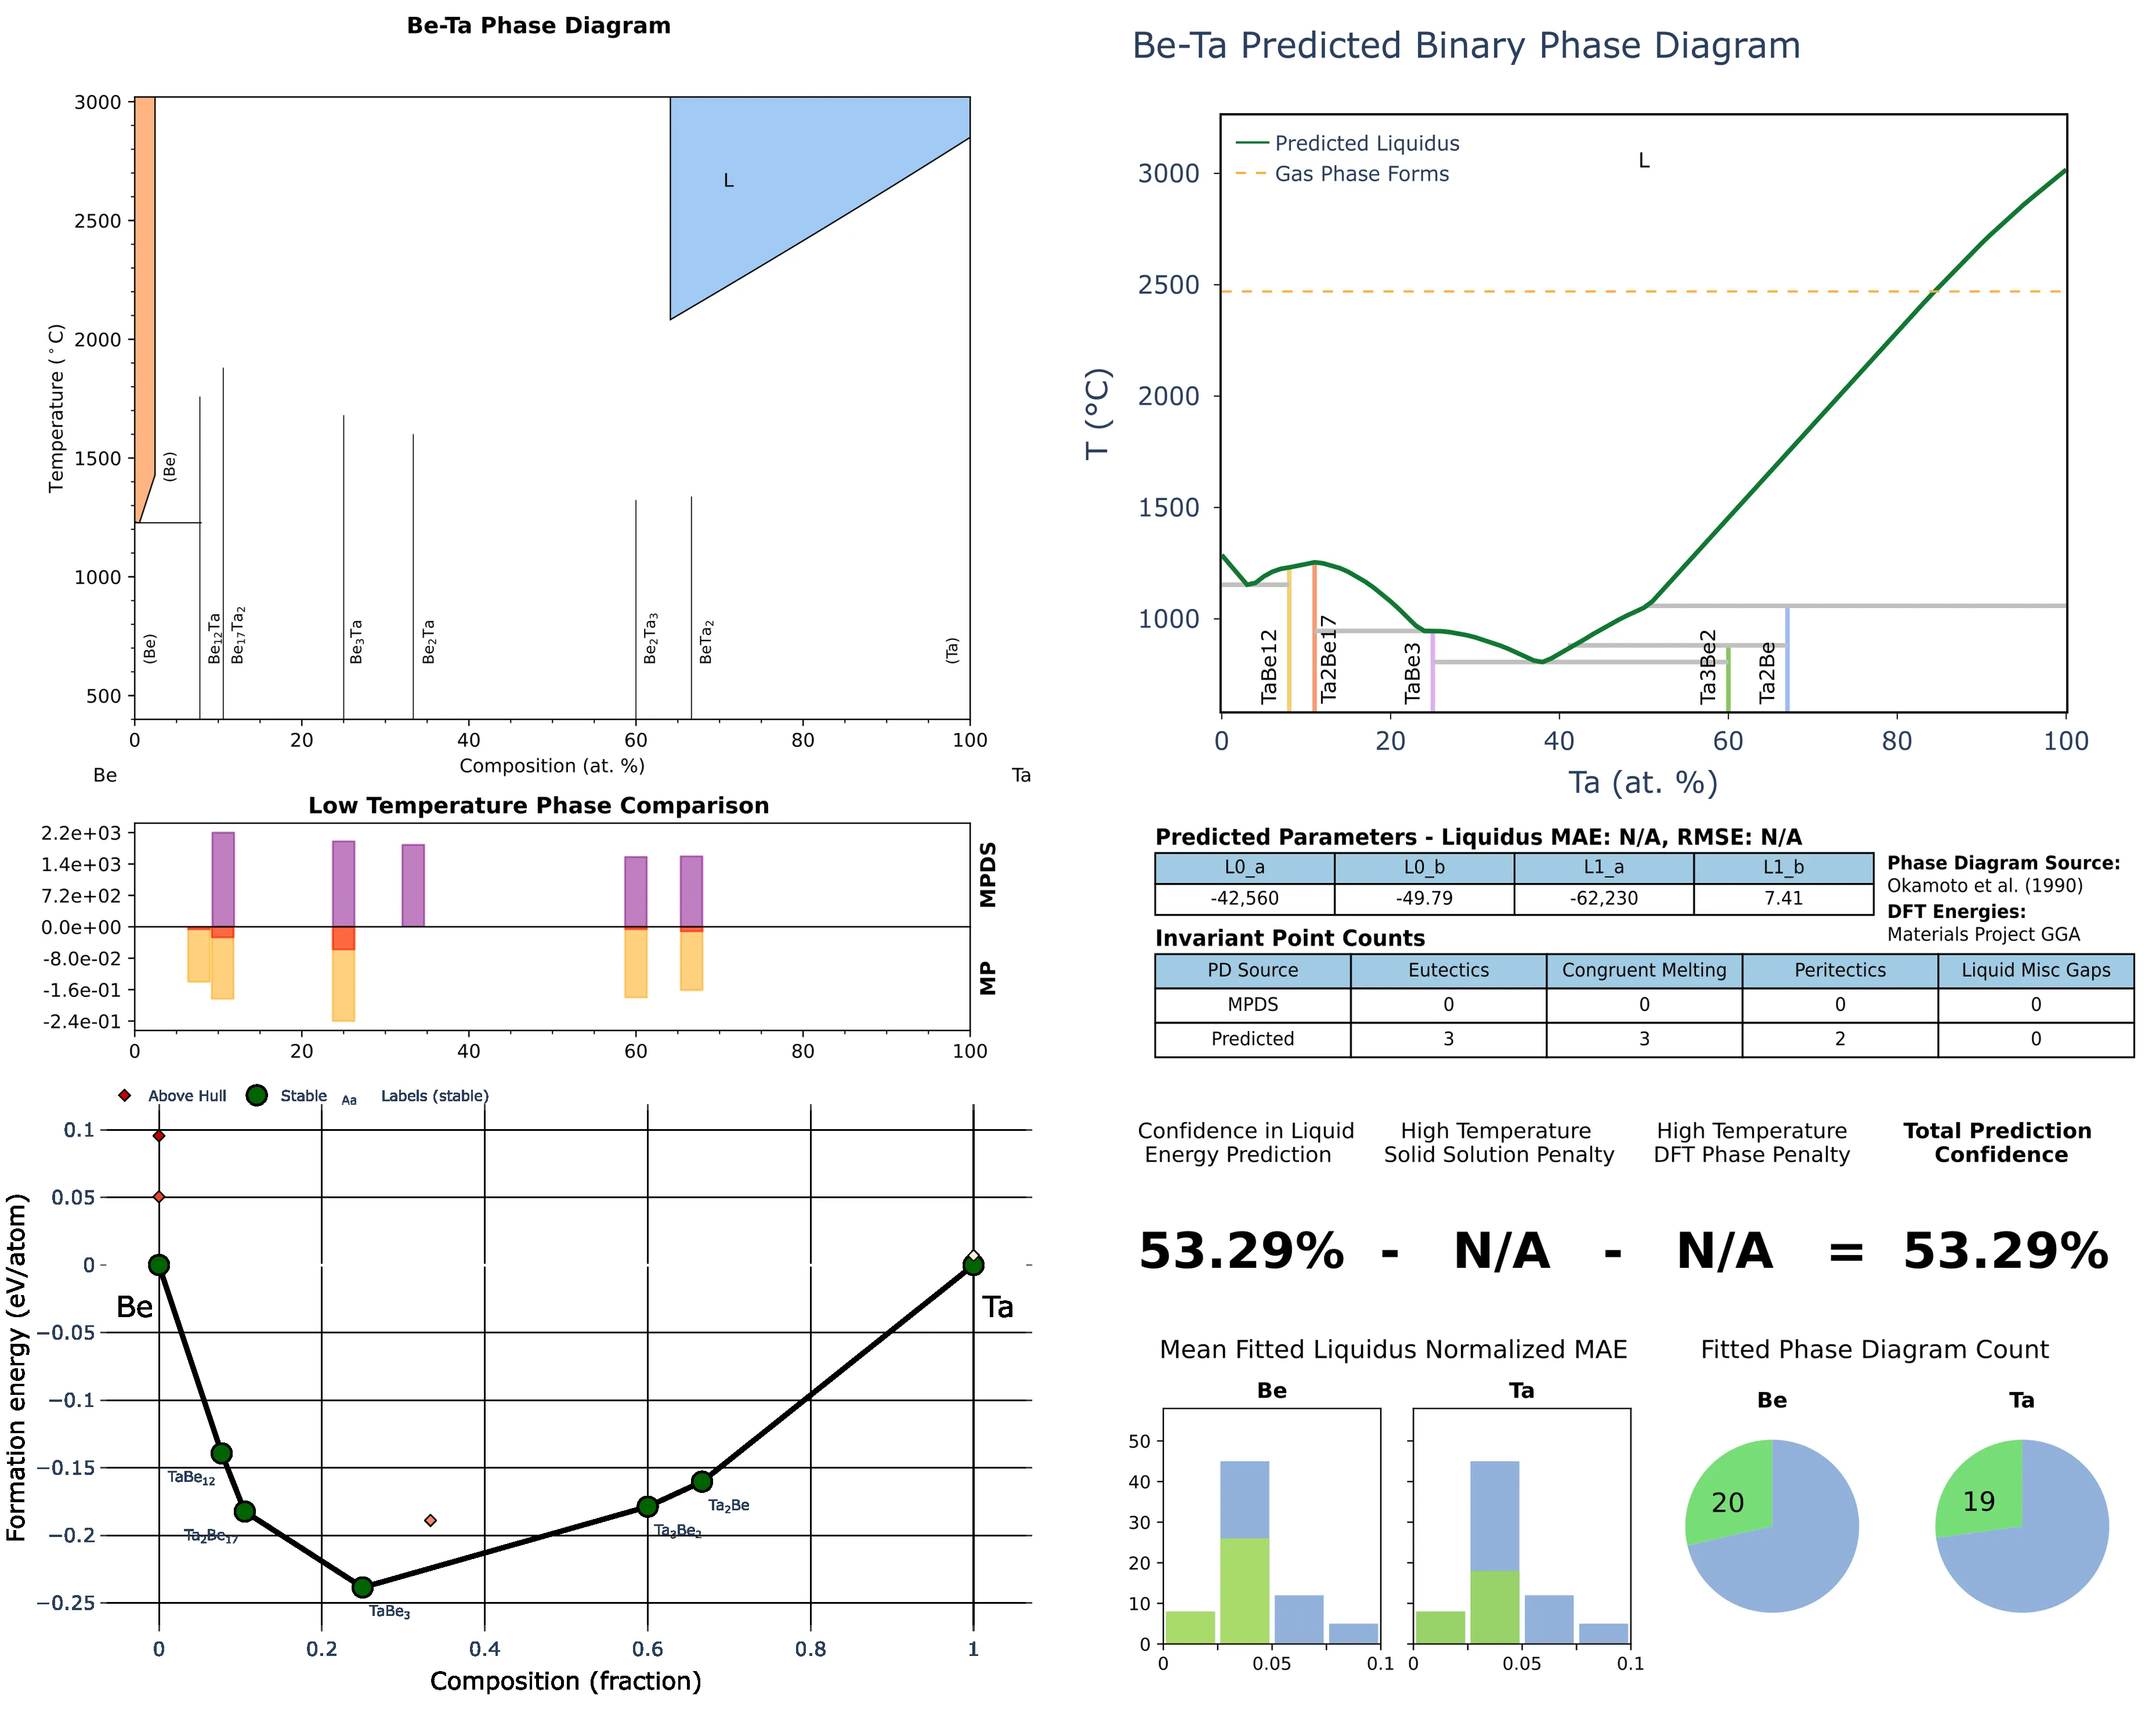 Be-Ta Phase Diagram
3000
2500
2000
1500
1000
500
Temperature (°C)
L
(Be)
(Be)
Be12Ta
Be17Ta2
Be3Ta
Be2Ta
Be2Ta3
BeTa2
(Ta)
0 20 40 60 80 100
Composition (at. %)
Be Ta
Low Temperature Phase Comparison
2.2e+03
1.4e+03
7.2e+02
0.0e+00
-8.0e-02
-1.6e-01
-2.4e-01
MPDS
MP
0 20 40 60 80 100
Above Hull Stable Aa Labels (stable)
0.1
0.05
0
−0.05
−0.1
−0.15
−0.2
−0.25
Formation energy (eV/atom)
Be Ta
TaBe12
Ta2Be17
TaBe3
Ta3Be2
Ta2Be
0 0.2 0.4 0.6 0.8 1
Composition (fraction)
Be-Ta Predicted Binary Phase Diagram
Predicted Liquidus
Gas Phase Forms
L
3000
2500
2000
1500
1000
T (°C)
TaBe12
Ta2Be17
TaBe3
Ta3Be2
Ta2Be
0 20 40 60 80 100
Ta (at. %)
Predicted Parameters - Liquidus MAE: N/A, RMSE: N/A
L0_a L0_b L1_a L1_b
-42,560 -49.79 -62,230 7.41
Phase Diagram Source:
Okamoto et al. (1990)
DFT Energies:
Materials Project GGA
Invariant Point Counts
PD Source Eutectics Congruent Melting Peritectics Liquid Misc Gaps
MPDS 0 0 0 0
Predicted 3 3 2 0
Confidence in Liquid
Energy Prediction
High Temperature
Solid Solution Penalty
High Temperature
DFT Phase Penalty
Total Prediction
Confidence
53.29% - N/A - N/A = 53.29%
Mean Fitted Liquidus Normalized MAE
Be Ta
50
40
30
20
10
0
0 0.05 0.1 0 0.05 0.1
Fitted Phase Diagram Count
Be Ta
20 19